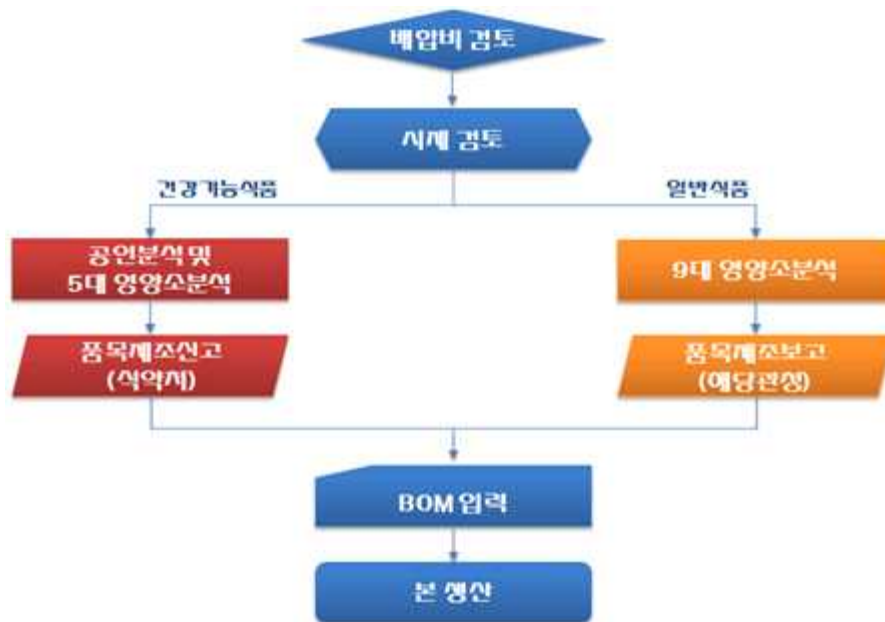 배합비 검토
시제 검토
건강기능식품
일반식품
공인분석 및
5대 영양소분석
9대 영양소분석
품목제조신고
(식약처)
품목제조보고
(해당관청)
BOM 입력
본 생산